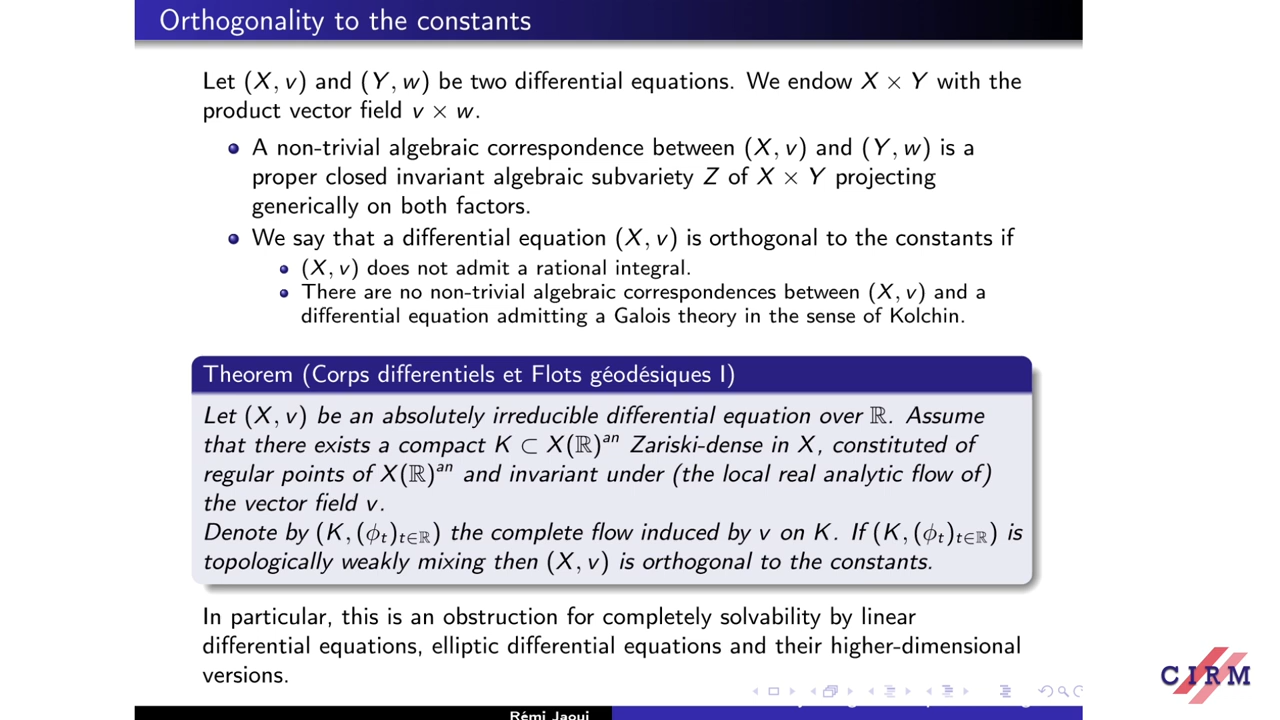 Orthogonality to the constants
Let (X, v) and (Y, w) be two differential equations. We endow X × Y with the
product vector field v × w.
A non-trivial algebraic correspondence between (X, v) and (Y, w) is a
proper closed invariant algebraic subvariety Z of X × Y projecting
generically on both factors.
We say that a differential equation (X, v) is orthogonal to the constants if
(X, v) does not admit a rational integral.
There are no non-trivial algebraic correspondences between (X, v) and a
differential equation admitting a Galois theory in the sense of Kolchin.
Theorem (Corps differentiels et Flots géodésiques I)
Let (X, v) be an absolutely irreducible differential equation over ℝ. Assume
that there exists a compact K ⊂ X(ℝ)^an Zariski-dense in X, constituted of
regular points of X(ℝ)^an and invariant under (the local real analytic flow of)
the vector field v.
Denote by (K, (ϕ_t)_{t∈ℝ}) the complete flow induced by v on K. If (K, (ϕ_t)_{t∈ℝ}) is
topologically weakly mixing then (X, v) is orthogonal to the constants.
In particular, this is an obstruction for completely solvability by linear
differential equations, elliptic differential equations and their higher-dimensional
versions.
CIRM
Rémi Jaoui